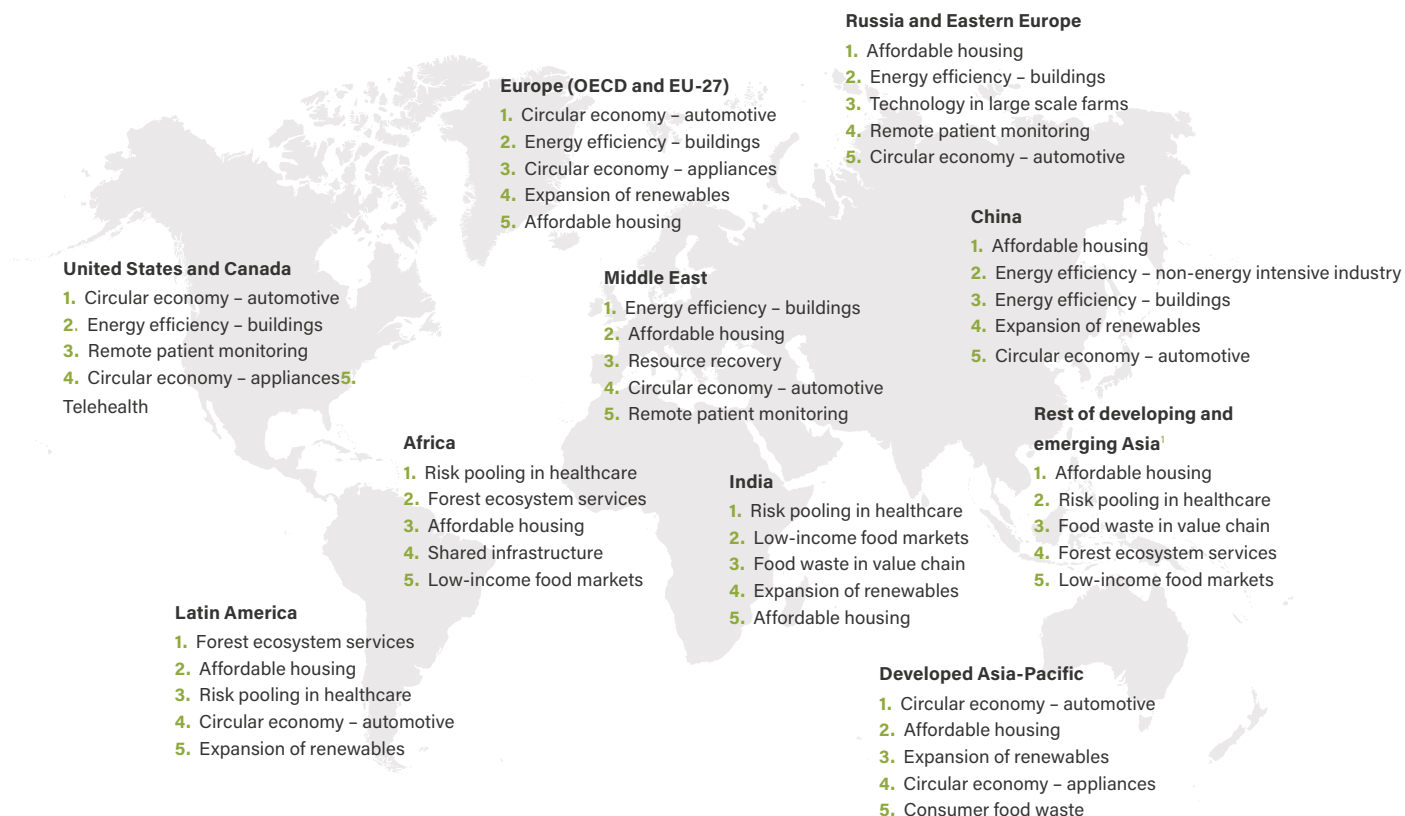 Russia and Eastern Europe
1. Affordable housing
2. Energy efficiency – buildings
3. Technology in large scale farms
4. Remote patient monitoring
5. Circular economy – automotive
Europe (OECD and EU-27)
1. Circular economy – automotive
2. Energy efficiency – buildings
3. Circular economy – appliances
4. Expansion of renewables
5. Affordable housing
China
1. Affordable housing
2. Energy efficiency – non-energy intensive industry
3. Energy efficiency – buildings
4. Expansion of renewables
5. Circular economy – automotive
United States and Canada
1. Circular economy – automotive
2. Energy efficiency – buildings
3. Remote patient monitoring
4. Circular economy – appliances5.
Telehealth
Middle East
1. Energy efficiency – buildings
2. Affordable housing
3. Resource recovery
4. Circular economy – automotive
5. Remote patient monitoring
Rest of developing and
emerging Asia1
1. Affordable housing
2. Risk pooling in healthcare
3. Food waste in value chain
4. Forest ecosystem services
5. Low-income food markets
Africa
1. Risk pooling in healthcare
2. Forest ecosystem services
3. Affordable housing
4. Shared infrastructure
5. Low-income food markets
India
1. Risk pooling in healthcare
2. Low-income food markets
3. Food waste in value chain
4. Expansion of renewables
5. Affordable housing
Latin America
1. Forest ecosystem services
2. Affordable housing
3. Risk pooling in healthcare
4. Circular economy – automotive
5. Expansion of renewables
Developed Asia-Pacific
1. Circular economy – automotive
2. Affordable housing
3. Expansion of renewables
4. Circular economy – appliances
5. Consumer food waste